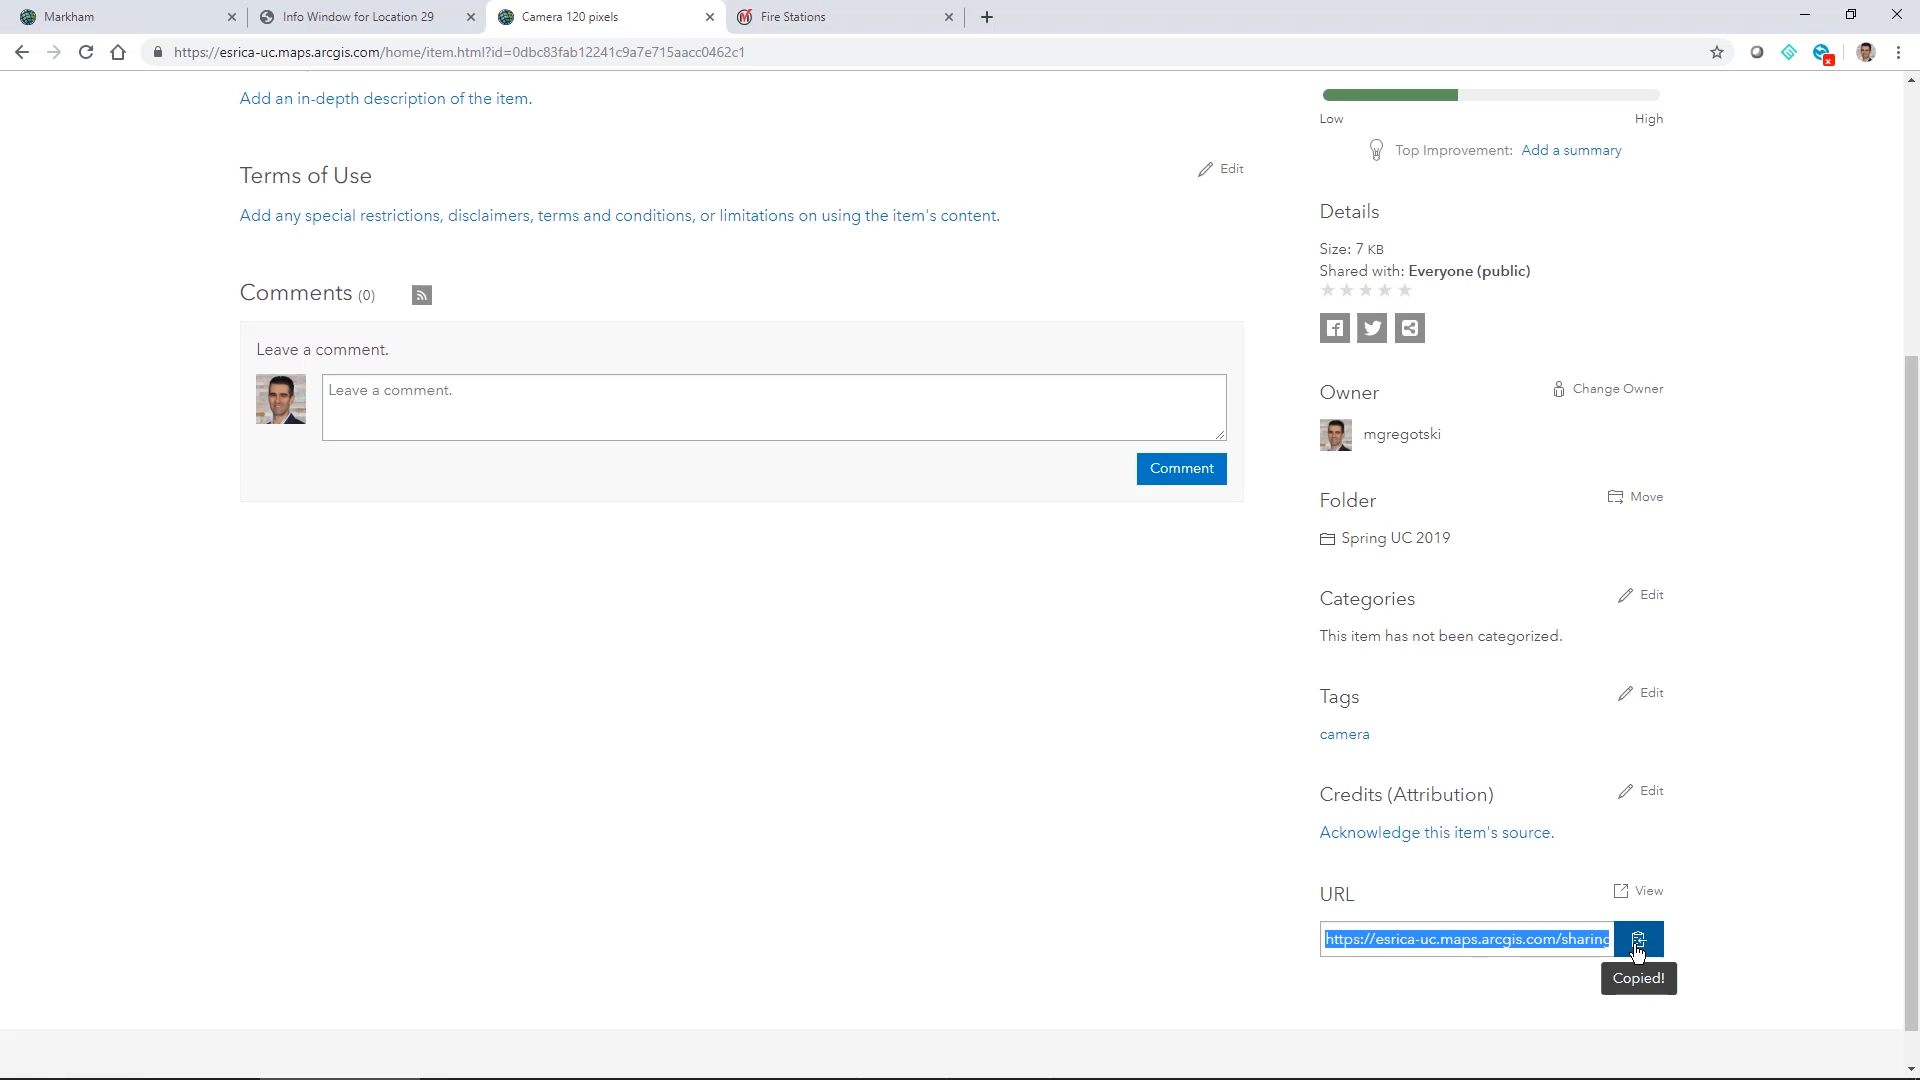 Markham
Info Window for Location 29
Camera 120 pixels
Fire Stations
https://esrica-uc.maps.arcgis.com/home/item.html?id=0dbc83fab12241c9a7e715aacc0462c1
Add an in-depth description of the item.
Low
High
Top Improvement: Add a summary
Terms of Use
Edit
Add any special restrictions, disclaimers, terms and conditions, or limitations on using the item's content.
Details
Size: 7 KB
Shared with: Everyone (public)
Comments (0)
Leave a comment.
Leave a comment.
Comment
Owner
Change Owner
mgregotski
Folder
Move
Spring UC 2019
Categories
Edit
This item has not been categorized.
Tags
Edit
camera
Credits (Attribution)
Edit
Acknowledge this item's source.
URL
View
https://esrica-uc.maps.arcgis.com/sharing
Copied!